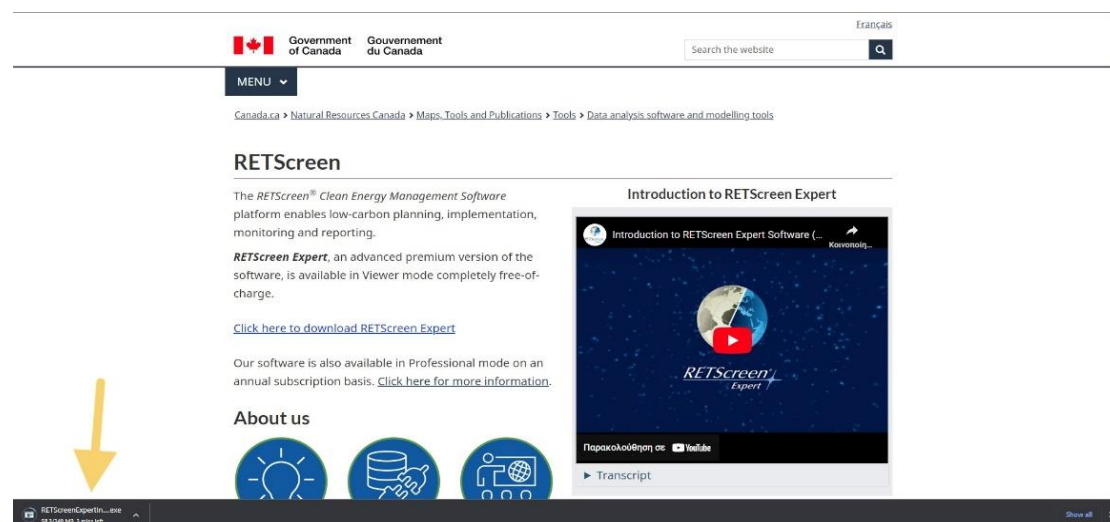 Français
Government of Canada
Gouvernement du Canada
Search the website
MENU
Canada.ca > Natural Resources Canada > Maps, Tools and Publications > Tools > Data analysis software and modelling tools
RETScreen
The RETScreen® Clean Energy Management Software
platform enables low-carbon planning, implementation,
monitoring and reporting.
RETScreen Expert, an advanced premium version of the
software, is available in Viewer mode completely free-of-
charge.
Click here to download RETScreen Expert
Our software is also available in Professional mode on an
annual subscription basis. Click here for more information.
About us
Introduction to RETScreen Expert
Introduction to RETScreen Expert Software (...
Κοινοποίη...
RETScreen
Expert
Παρακολούθηση σε YouTube
Transcript
RETScreenExpertIn....exe
MB, 3 mins left
Show all